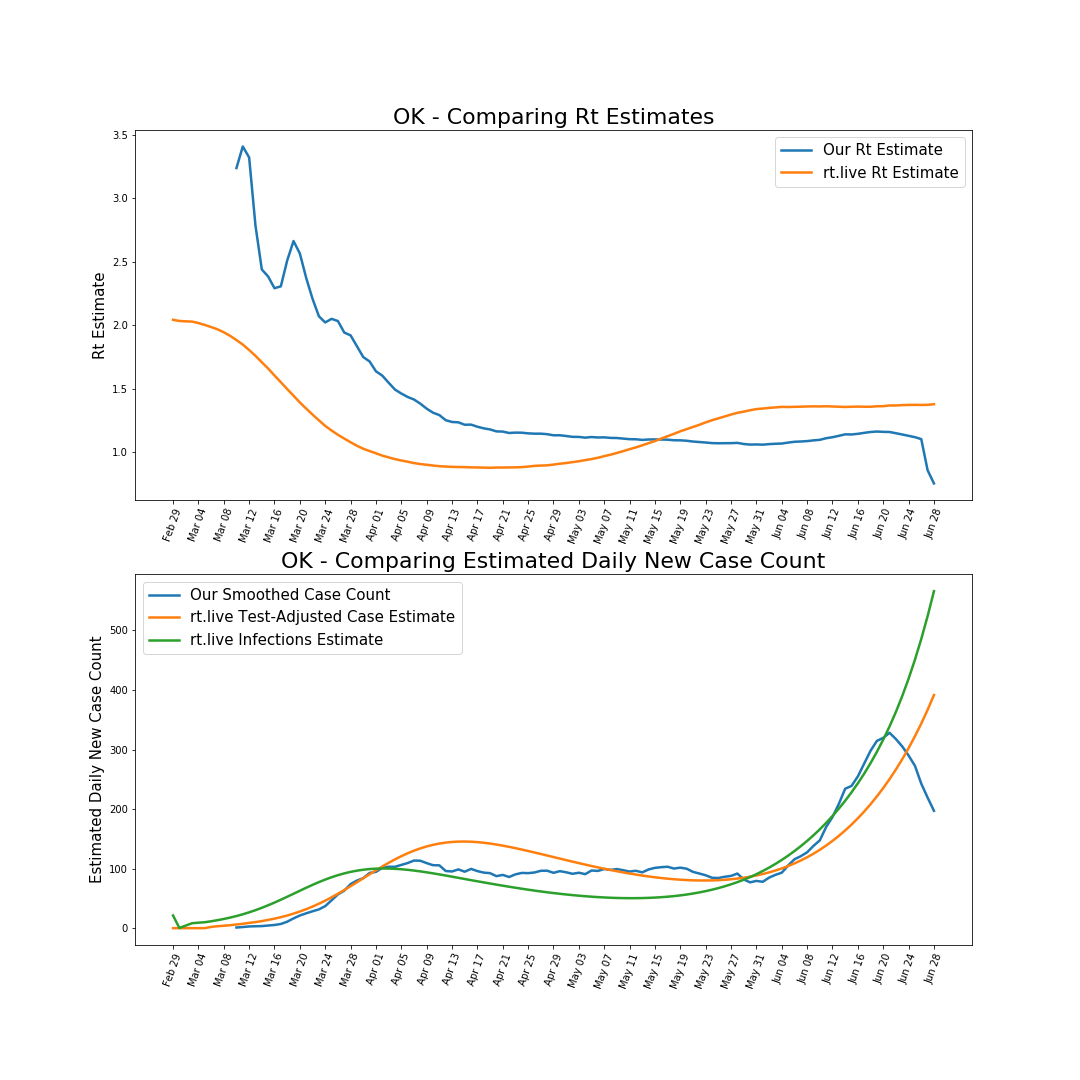 OK - Comparing Rt Estimates
Our Rt Estimate
rt.live Rt Estimate
Rt Estimate
3.5
3.0
2.5
2.0
1.5
1.0
Feb 29 Mar 04 Mar 08 Mar 12 Mar 16 Mar 20 Mar 24 Mar 28 Apr 01 Apr 05 Apr 09 Apr 13 Apr 17 Apr 21 Apr 25 Apr 29 May 03 May 07 May 11 May 15 May 19 May 23 May 27 May 31 Jun 04 Jun 08 Jun 12 Jun 16 Jun 20 Jun 24 Jun 28
OK - Comparing Estimated Daily New Case Count
Our Smoothed Case Count
rt.live Test-Adjusted Case Estimate
rt.live Infections Estimate
Estimated Daily New Case Count
500
400
300
200
100
0
Feb 29 Mar 04 Mar 08 Mar 12 Mar 16 Mar 20 Mar 24 Mar 28 Apr 01 Apr 05 Apr 09 Apr 13 Apr 17 Apr 21 Apr 25 Apr 29 May 03 May 07 May 11 May 15 May 19 May 23 May 27 May 31 Jun 04 Jun 08 Jun 12 Jun 16 Jun 20 Jun 24 Jun 28